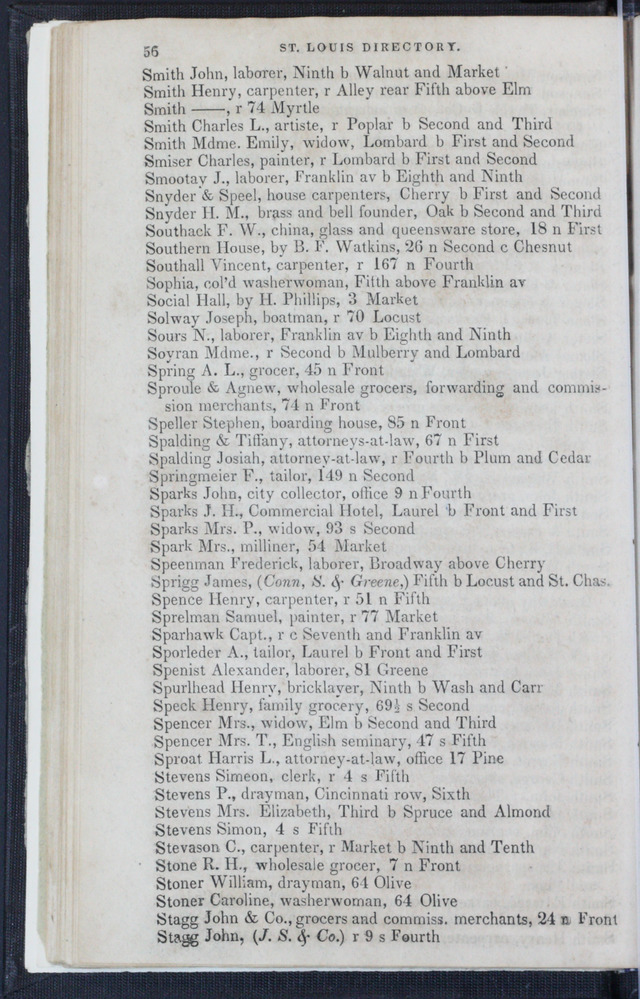 56 ST. LOUIS DIRECTORY.
Smith John, laborer, Ninth b Walnut and Market
Smith Henry, carpenter, r Alley rear Fifth above Elm
Smith ——, r 74 Myrtle
Smith Charles L., artiste, r Poplar b Second and Third
Smith Mdme. Emily, widow, Lombard b First and Second
Smiser Charles, painter, r Lombard b First and Second
Smootay J., laborer, Franklin av b Eighth and Ninth
Snyder & Speel, house carpenters, Cherry b First and Second
Snyder H. M., brass and bell founder, Oak b Second and Third
Southack F. W., china, glass and queensware store, 18 n First
Southern House, by B. F. Watkins, 26 n Second c Chesnut
Southall Vincent, carpenter, r 167 n Fourth
Sophia, col'd washerwoman, Fifth above Franklin av
Social Hall, by H. Phillips, 3 Market
Solway Joseph, boatman, r 70 Locust
Sours N., laborer, Franklin av b Eighth and Ninth
Soyran Mdme., r Second b Mulberry and Lombard
Spring A. L., grocer, 45 n Front
Sproule & Agnew, wholesale grocers, forwarding and commis-
sion merchants, 74 n Front
Speller Stephen, boarding house, 85 n Front
Spalding & Tiffany, attorneys-at-law, 67 n First
Spalding Josiah, attorney-at-law, r Fourth b Plum and Cedar
Springmeier F., tailor, 149 n Second
Sparks John, city collector, office 9 n Fourth
Sparks J. H., Commercial Hotel, Laurel b Front and First
Sparks Mrs. P., widow, 93 s Second
Spark Mrs., milliner, 54 Market
Speenman Frederick, laborer, Broadway above Cherry
Sprigg James, (Conn, S. & Greene,) Fifth b Locust and St. Chas.
Spence Henry, carpenter, r 51 n Fifth
Sprelman Samuel, painter, r 77 Market
Sparhawk Capt., r c Seventh and Franklin av
Sporleder A., tailor, Laurel b Front and First
Spenist Alexander, laborer, 81 Greene
Spurlhead Henry, bricklayer, Ninth b Wash and Carr
Speck Henry, family grocery, 69½ s Second
Spencer Mrs., widow, Elm b Second and Third
Spencer Mrs. T., English seminary, 47 s Fifth
Sproat Harris L., attorney-at-law, office 17 Pine
Stevens Simeon, clerk, r 4 s Fifth
Stevens P., drayman, Cincinnati row, Sixth
Stevens Mrs. Elizabeth, Third b Spruce and Almond
Stevens Simon, 4 s Fifth
Stevason C., carpenter, r Market b Ninth and Tenth
Stone R. H., wholesale grocer, 7 n Front
Stoner William, drayman, 64 Olive
Stoner Caroline, washerwoman, 64 Olive
Stagg John & Co., grocers and commiss. merchants, 24 n Front
Stagg John, (J. S. & Co.) r 9 s Fourth